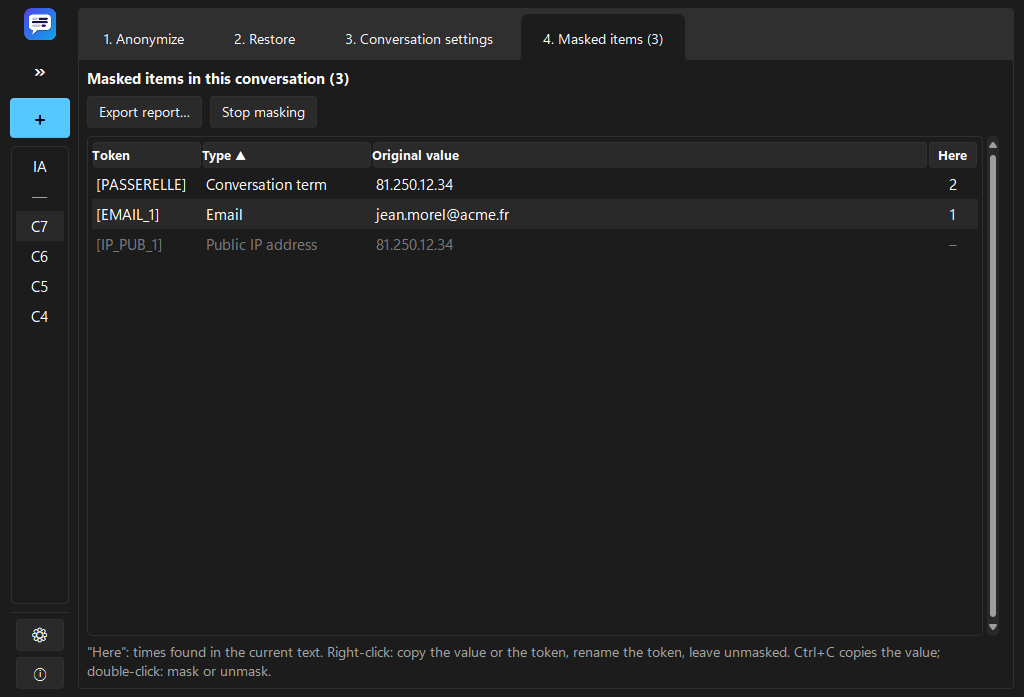 1. Anonymize 2. Restore 3. Conversation settings 4. Masked items (3)
»
Masked items in this conversation (3)
+
Export report... Stop masking
Token Type ▲ Original value Here
IA
[PASSERELLE] Conversation term 81.250.12.34 2
—
[EMAIL_1] Email jean.morel@acme.fr 1
C7
[IP_PUB_1] Public IP address 81.250.12.34 –
C6
C5
C4
"Here": times found in the current text. Right-click: copy the value or the token, rename the token, leave unmasked. Ctrl+C copies the value;
double-click: mask or unmask.